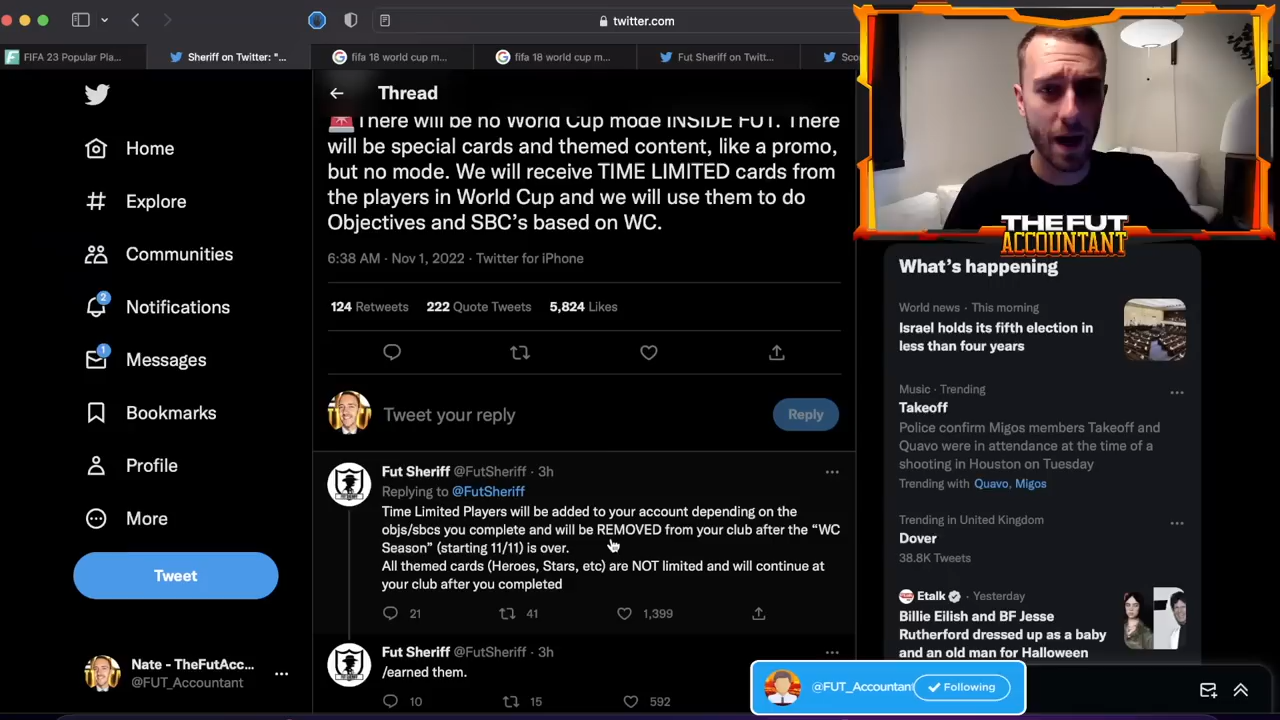 twitter.com
FIFA 23 Popular Pla...
Sheriff on Twitter: "...
fifa 18 world cup m...
fifa 18 world cup m...
Fut Sheriff on Twitt...
Sco
THE FUT
ACCOUNTANT
Home
Explore
Communities
2
Notifications
1
Messages
Bookmarks
Profile
More
Tweet
Nate - TheFutAcc...
@FUT_Accountant
Thread
There will be no World Cup mode INSIDE FUT. There
will be special cards and themed content, like a promo,
but no mode. We will receive TIME LIMITED cards from
the players in World Cup and we will use them to do
Objectives and SBC's based on WC.
6:38 AM · Nov 1, 2022 · Twitter for iPhone
124 Retweets 222 Quote Tweets 5,824 Likes
Tweet your reply
Reply
Fut Sheriff @FutSheriff · 3h
Replying to @FutSheriff
Time Limited Players will be added to your account depending on the
objs/sbcs you complete and will be REMOVED from your club after the “WC
Season” (starting 11/11) is over.
All themed cards (Heroes, Stars, etc) are NOT limited and will continue at
your club after you completed
21 41 1,399
Fut Sheriff @FutSheriff · 3h
/earned them.
10 15 592
What's happening
World news · This morning
Israel holds its fifth election in
less than four years
Music · Trending
Takeoff
Police confirm Migos members Takeoff and
Quavo were in attendance at the time of a
shooting in Houston on Tuesday
Trending with Quavo, Migos
Trending in United Kingdom
Dover
38.8K Tweets
Etalk · Yesterday
Billie Eilish and BF Jesse
Rutherford dressed up as a baby
and an old man for Halloween
@FUT_Accountant
Following